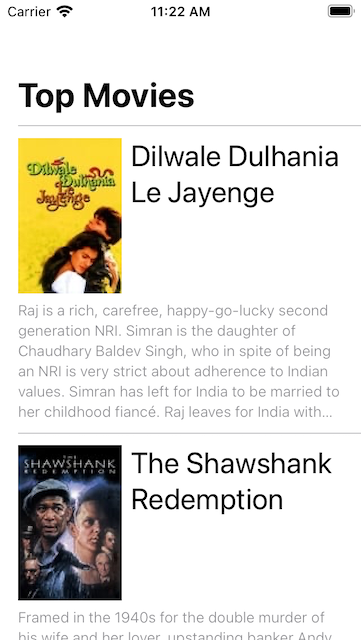 Carrier 11:22 AM
Top Movies
Dilwale
Dulhania
Le
Jayenge
Dilwale Dulhania
Le Jayenge
Raj is a rich, carefree, happy-go-lucky second
generation NRI. Simran is the daughter of
Chaudhary Baldev Singh, who in spite of being
an NRI is very strict about adherence to Indian
values. Simran has left for India to be married to
her childhood fiancé. Raj leaves for India with...
THE
SHAWSHANK
REDEMPTION
The Shawshank
Redemption
Framed in the 1940s for the double murder of
his wife and her lover, upstanding banker Andy